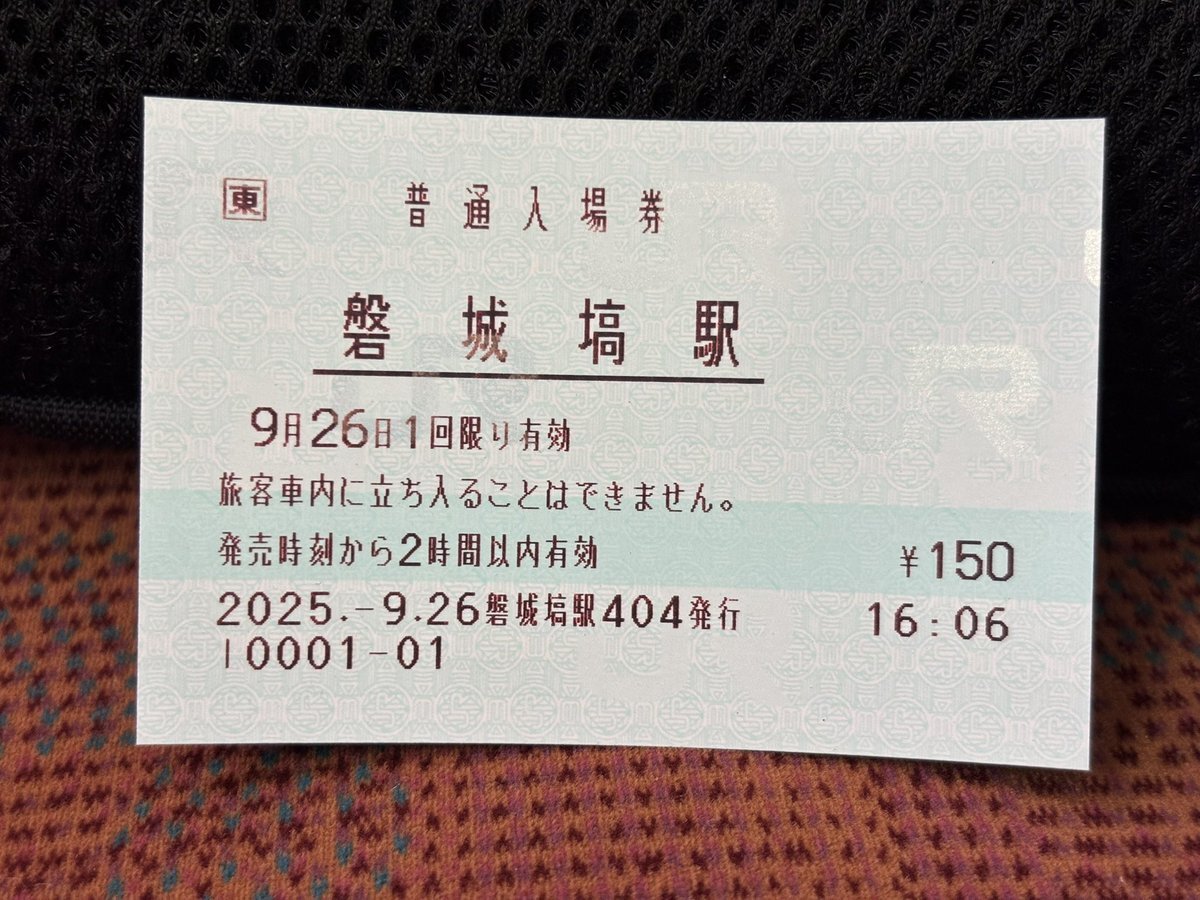 東 普通入場券
磐城塙駅
9月26日1回限り有効
旅客車内に立ち入ることはできません。
発売時刻から2時間以内有効 ¥150
2025.-9.26磐城塙駅404発行 16:06
|0001-01